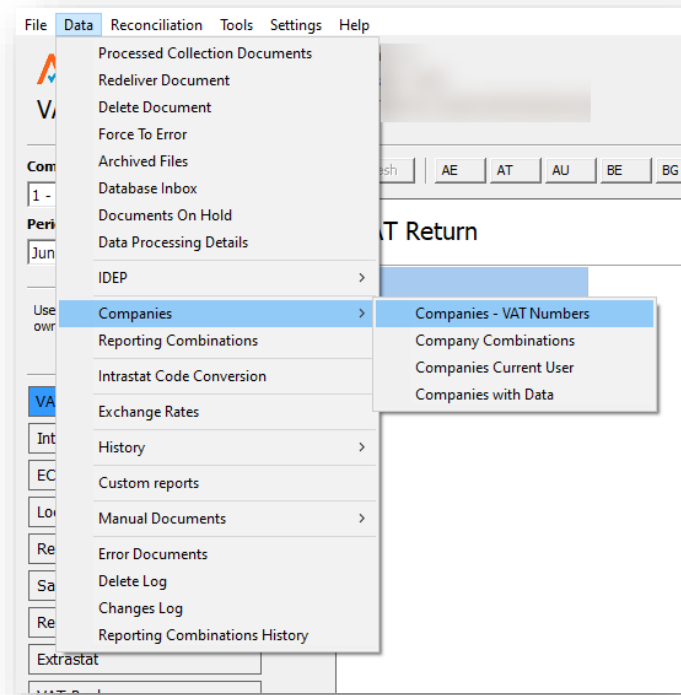 File Data Reconciliation Tools Settings Help
Processed Collection Documents
Redeliver Document
Delete Document
Force To Error
Archived Files
Database Inbox
Documents On Hold
Data Processing Details
IDEP
Companies
Reporting Combinations
Intrastat Code Conversion
Exchange Rates
History
Custom reports
Manual Documents
Error Documents
Delete Log
Changes Log
Reporting Combinations History
Companies - VAT Numbers
Company Combinations
Companies Current User
Companies with Data
AE AT AU BE BG
Return
1 -
Jun
Extrastat